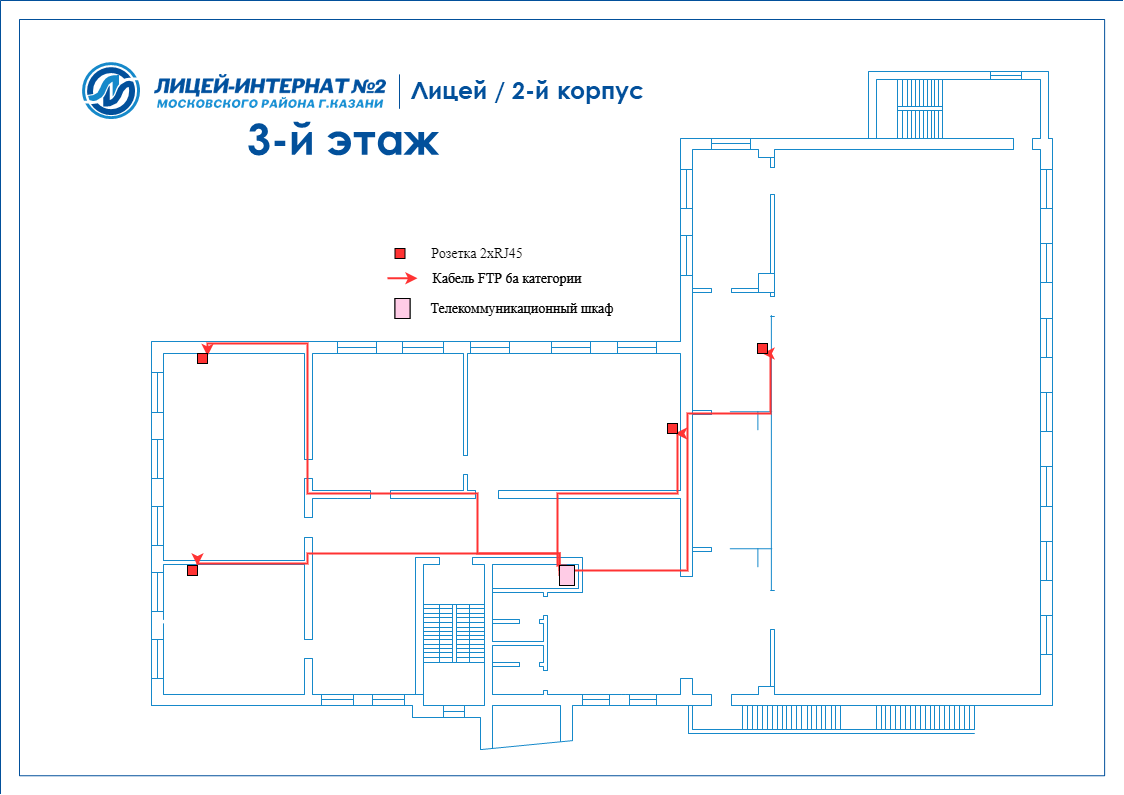 ЛИЦЕЙ-ИНТЕРНАТ №2
МОСКОВСКОГО РАЙОНА Г.КАЗАНИ
Лицей / 2-й корпус
3-й этаж
Розетка 2xRJ45
Кабель FTP 6а категории
Телекоммуникационный шкаф